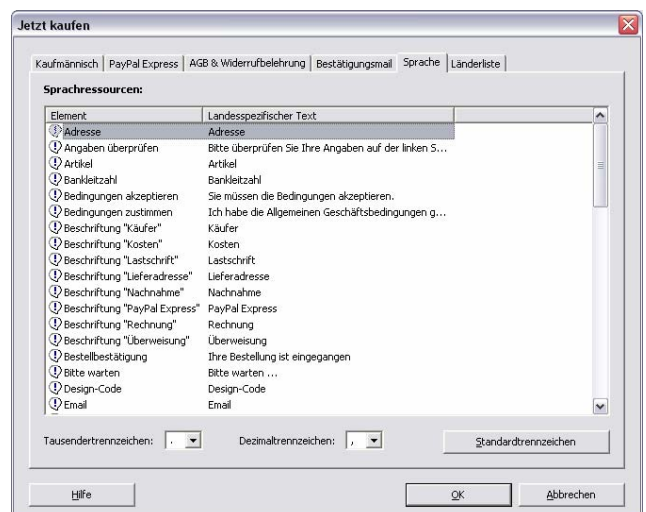 Jetzt kaufen
Kaufmännisch PayPal Express AGB & Widerrufbelehrung Bestätigungsmail Sprache Länderliste
Sprachressourcen:
Element Landesspezifischer Text
Adresse Adresse
Angaben überprüfen Bitte überprüfen Sie Ihre Angaben auf der linken S...
Artikel Artikel
Bankleitzahl Bankleitzahl
Bedingungen akzeptieren Sie müssen die Bedingungen akzeptieren.
Bedingungen zustimmen Ich habe die Allgemeinen Geschäftsbedingungen g...
Beschriftung "Käufer" Käufer
Beschriftung "Kosten" Kosten
Beschriftung "Lastschrift" Lastschrift
Beschriftung "Lieferadresse" Lieferadresse
Beschriftung "Nachnahme" Nachnahme
Beschriftung "PayPal Express" PayPal Express
Beschriftung "Rechnung" Rechnung
Beschriftung "Überweisung" Überweisung
Bestellbestätigung Ihre Bestellung ist eingegangen
Bitte warten Bitte warten ...
Design-Code Design-Code
Email Email
Tausendertrennzeichen: . Dezimaltrennzeichen: , Standardtrennzeichen
Hilfe OK Abbrechen